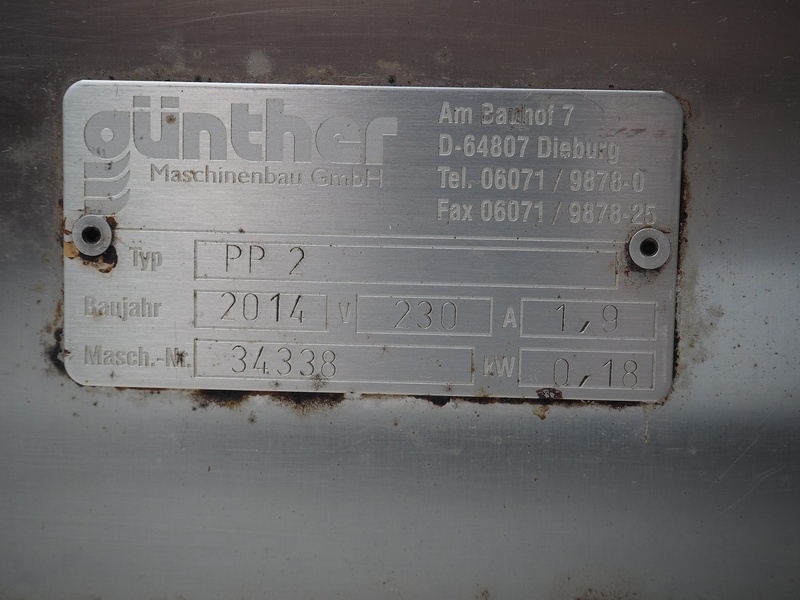 günther
Maschinenbau GmbH
Am Bauhof 7
D-64807 Dieburg
Tel. 06071 / 9878-0
Fax 06071 / 9878-25
Typ PP 2
Baujahr 2014 V 230 A 1,9
Masch.-Nr. 34338 kW 0,18